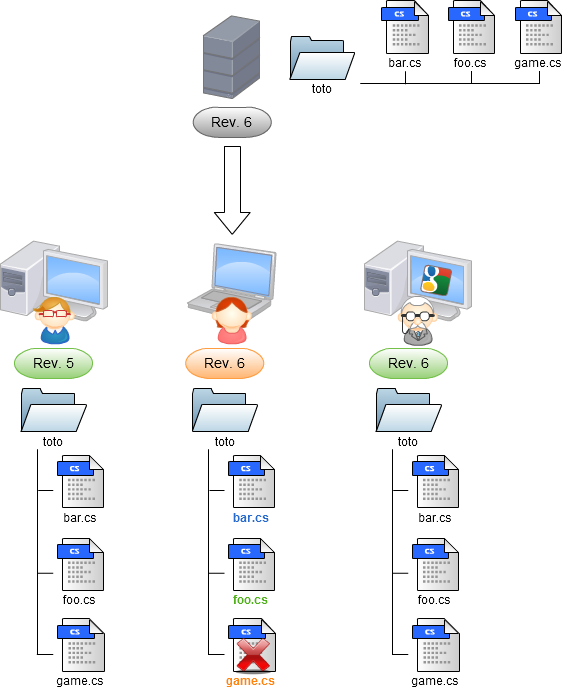 cs cs cs
bar.cs foo.cs game.cs
toto
Rev. 6
Rev. 5 Rev. 6 Rev. 6
toto toto toto
cs cs cs
bar.cs bar.cs bar.cs
cs cs cs
foo.cs foo.cs foo.cs
cs cs cs
game.cs game.cs game.cs